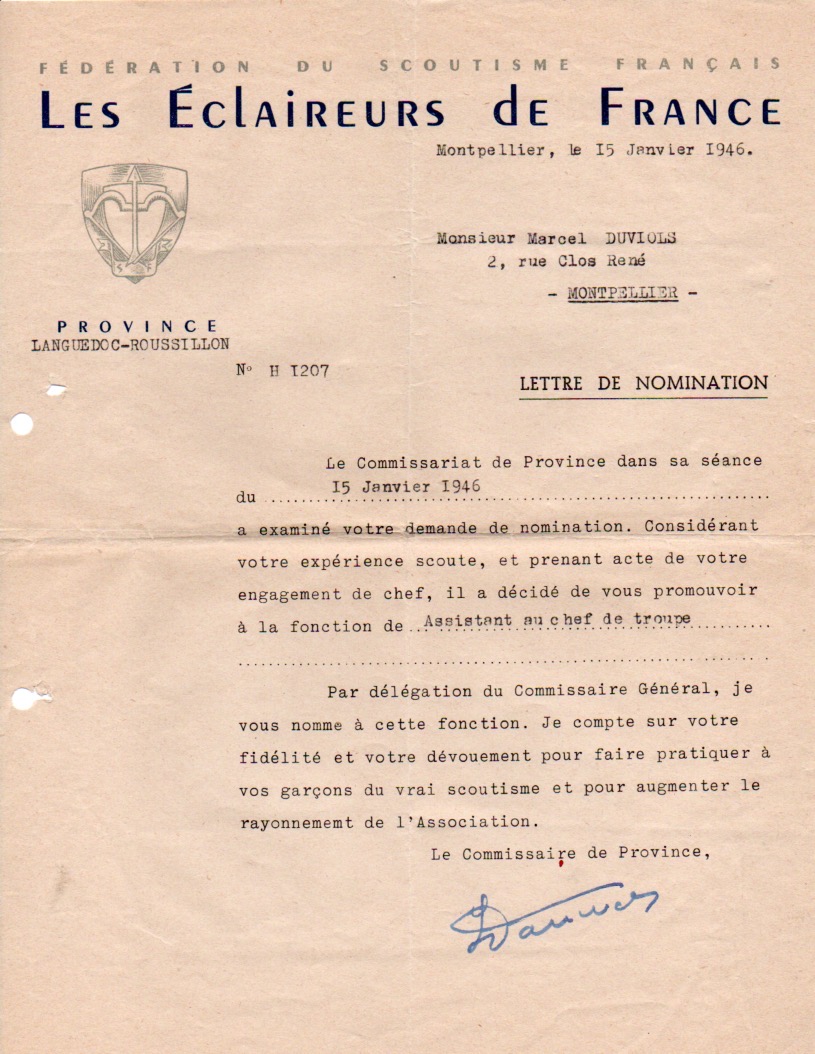 FÉDÉRATION DU SCOUTISME FRANÇAIS
LES ÉCLAIREURS DE FRANCE
Montpellier, le I5 Janvier I946.
Monsieur Marcel DUVIOLS
2, rue Clos René
- MONTPELLIER -
PROVINCE
LANGUEDOC-ROUSSILLON
N° H I207
LETTRE DE NOMINATION
Le Commissariat de Province dans sa séance
du I5 Janvier I946
a examiné votre demande de nomination. Considérant
votre expérience scoute, et prenant acte de votre
engagement de chef, il a décidé de vous promouvoir
à la fonction de Assistant au chef de troupe
Par délégation du Commissaire Général, je
vous nomme à cette fonction. Je compte sur votre
fidélité et votre dévouement pour faire pratiquer à
vos garçons du vrai scoutisme et pour augmenter le
rayonnememt de l'Association.
Le Commissaire de Province,